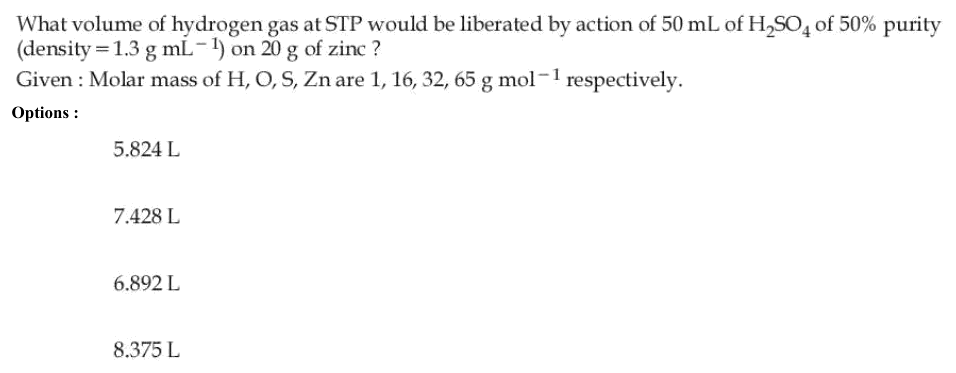 What volume of hydrogen gas at STP would be liberated by action of 50 mL of H₂SO₄ of 50% purity
(density = 1.3 g mL⁻¹) on 20 g of zinc ?
Given : Molar mass of H, O, S, Zn are 1, 16, 32, 65 g mol⁻¹ respectively.
Options :
5.824 L
7.428 L
6.892 L
8.375 L